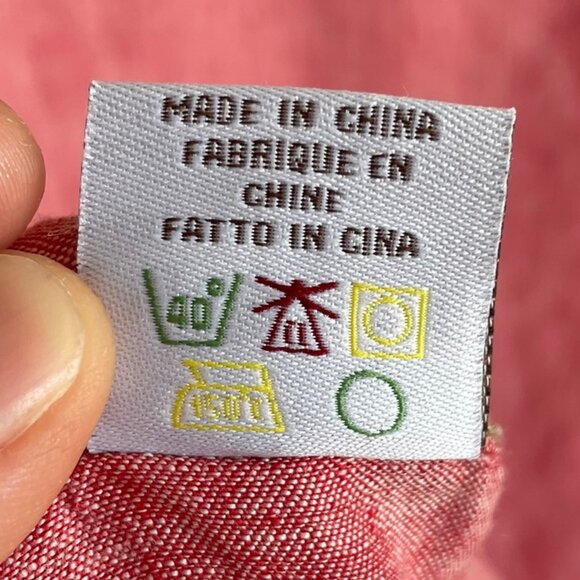 MADE IN CHINA
FABRIQUE EN
CHINE
FATTO IN CINA
40°
150°